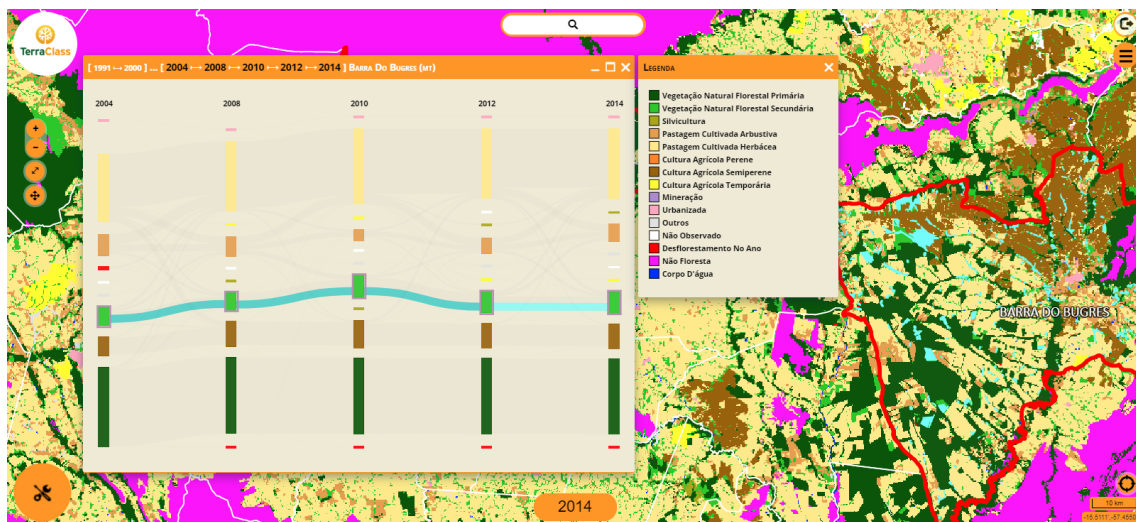 TerraClass
[ 1991 ↦ 2000 ] ... [ 2004 ↦ 2008 ↦ 2010 ↦ 2012 ↦ 2014 ] Barra Do Bugres (mt)
2004 2008 2010 2012 2014
Legenda
Vegetação Natural Florestal Primária
Vegetação Natural Florestal Secundária
Silvicultura
Pastagem Cultivada Arbustiva
Pastagem Cultivada Herbácea
Cultura Agrícola Perene
Cultura Agrícola Semiperene
Cultura Agrícola Temporária
Mineração
Urbanizada
Outros
Não Observado
Desflorestamento No Ano
Não Floresta
Corpo D'água
BARRA DO BUGRES
2014
10 km